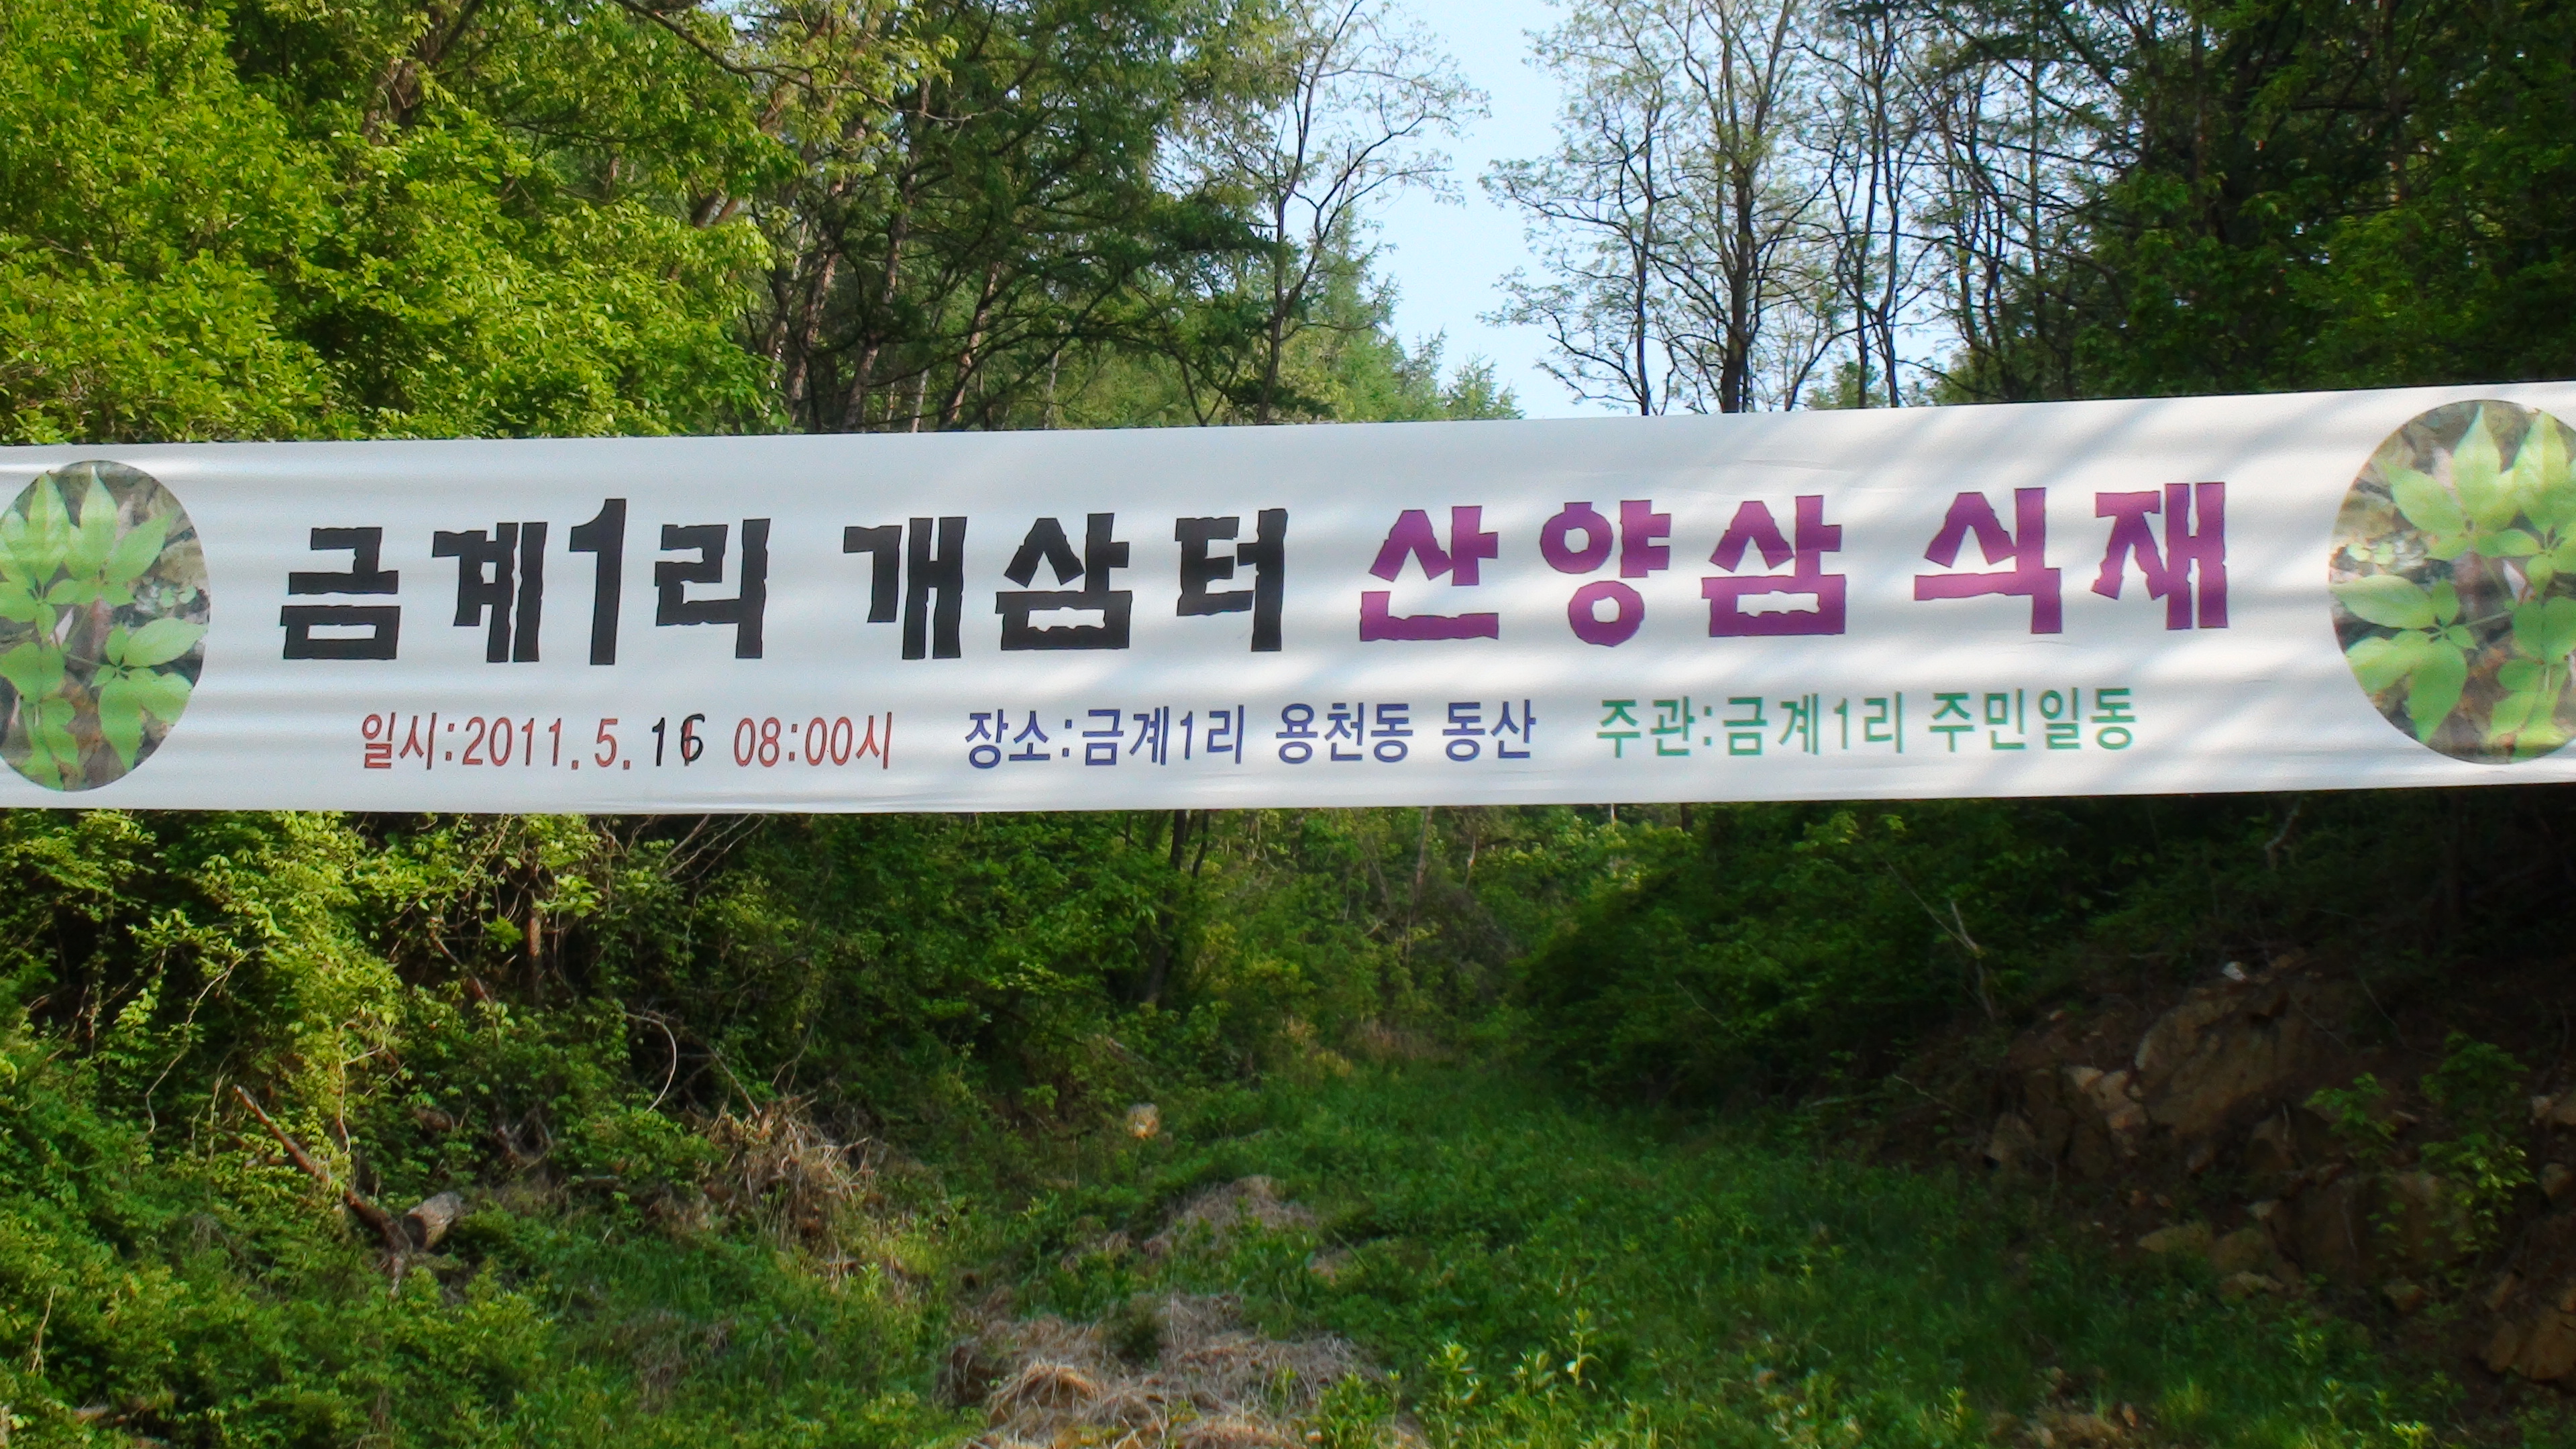 금계1리 개삼터 산양삼 식재
일시:2011.5.16 08:00시 장소:금계1리 용천동 동산 주관:금계1리 주민일동